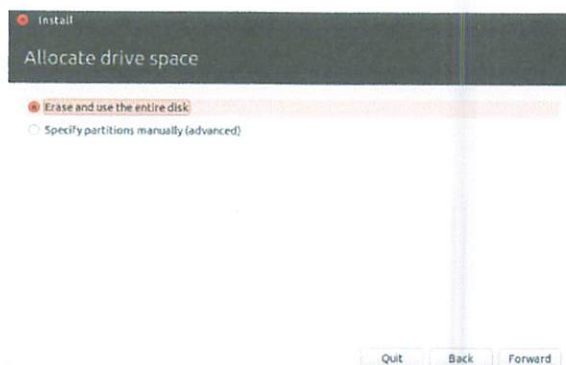 Install
Allocate drive space
Erase and use the entire disk
Specify partitions manually (advanced)
Quit Back Forward